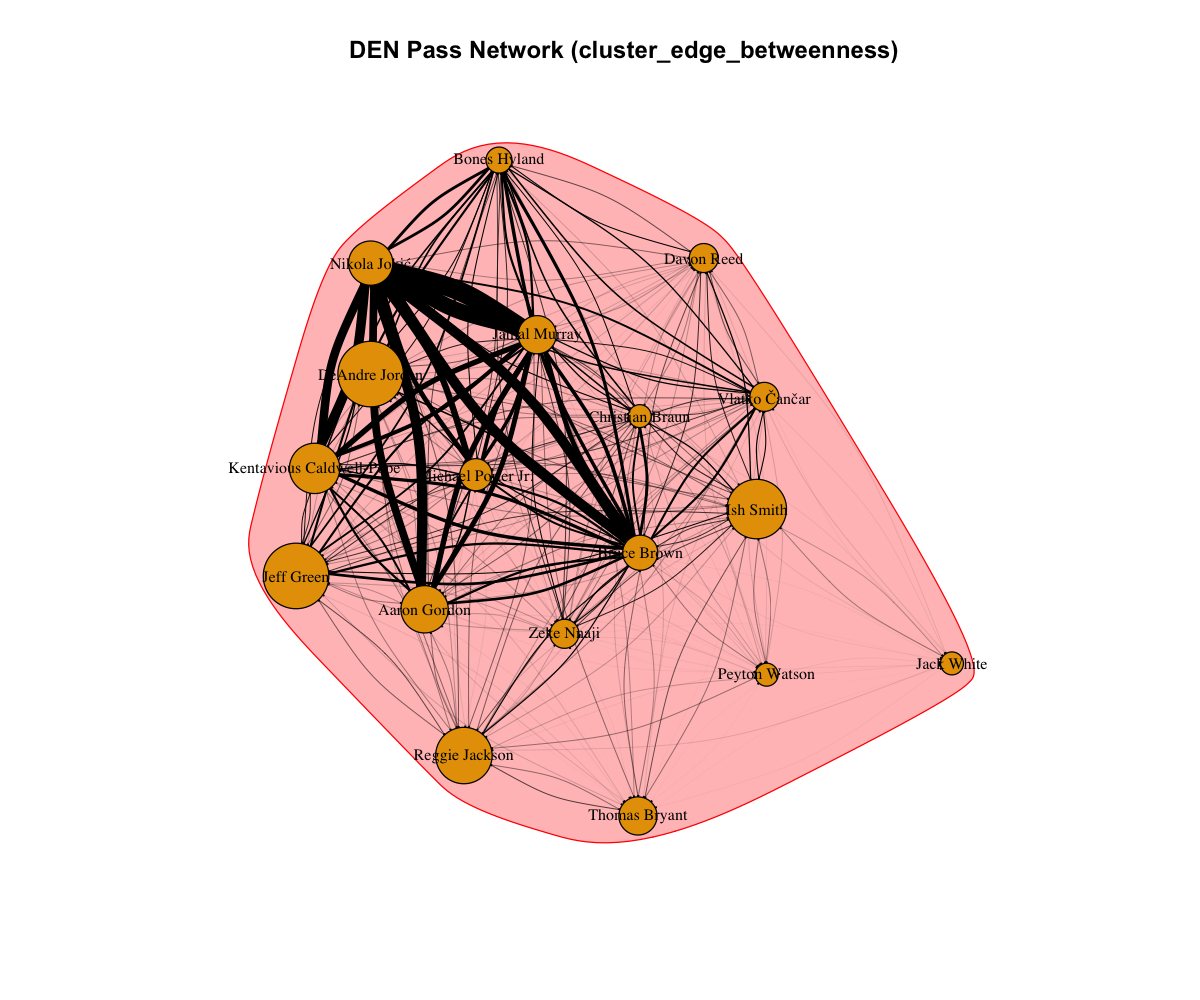 DEN Pass Network (cluster_edge_betweenness)
Bones Hyland
Davon Reed
Nikola Jokić
Jamal Murray
DeAndre Jordan
Vlatko Čančar
Christian Braun
Kentavious Caldwell-Pope
Michael Porter Jr.
Ish Smith
Bruce Brown
Jeff Green
Aaron Gordon
Zeke Nnaji
Jack White
Peyton Watson
Reggie Jackson
Thomas Bryant